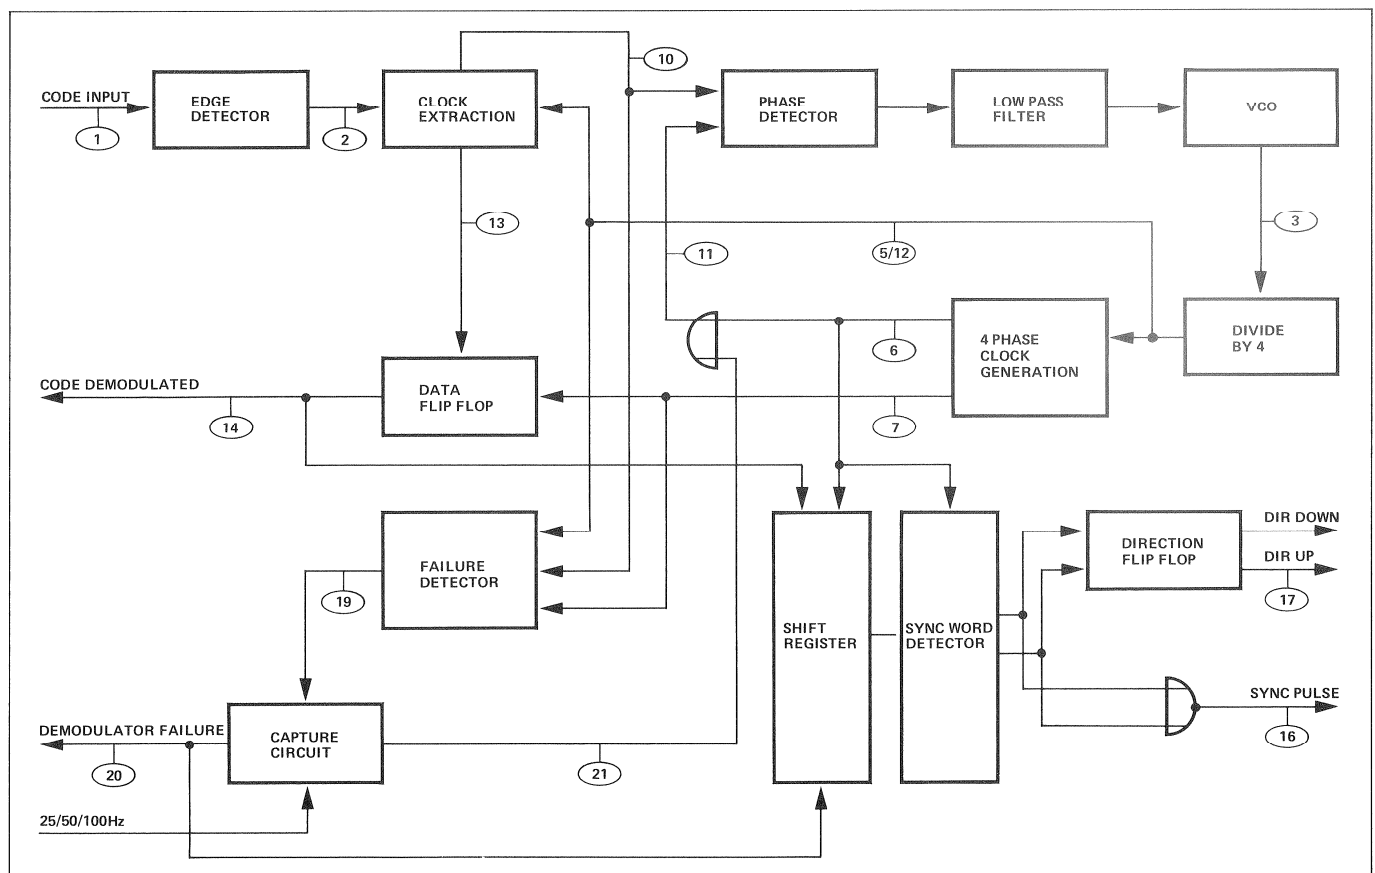 10
CODE INPUT
1
EDGE
DETECTOR
2
CLOCK
EXTRACTION
PHASE
DETECTOR
LOW PASS
FILTER
VCO
13
11
5/12
3
6
4 PHASE
CLOCK
GENERATION
DIVIDE
BY 4
CODE DEMODULATED
14
DATA
FLIP FLOP
7
FAILURE
DETECTOR
19
SHIFT
REGISTER
SYNC WORD
DETECTOR
DIRECTION
FLIP FLOP
DIR DOWN
DIR UP
17
SYNC PULSE
16
DEMODULATOR FAILURE
20
CAPTURE
CIRCUIT
21
25/50/100Hz